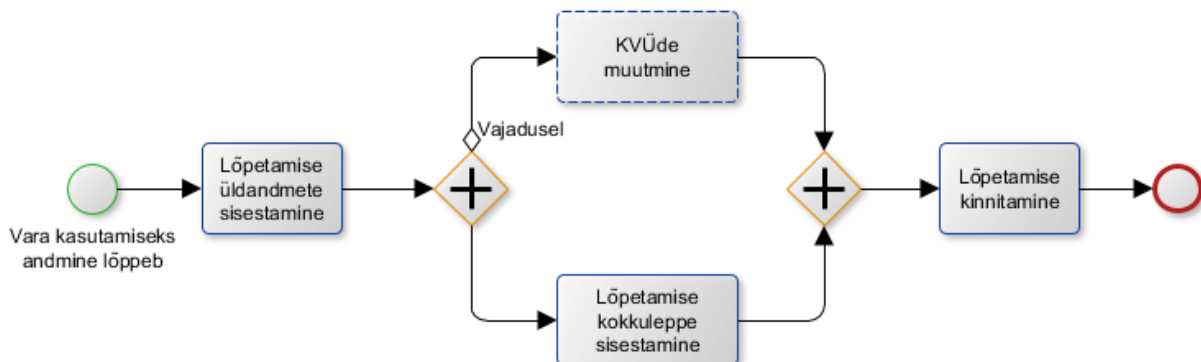 Vara kasutamiseks
andmine lõppeb
Lõpetamise
üldandmete
sisestamine
Vajadusel
KVÜde
muutmine
Lõpetamise
kokkuleppe
sisestamine
Lõpetamise
kinnitamine